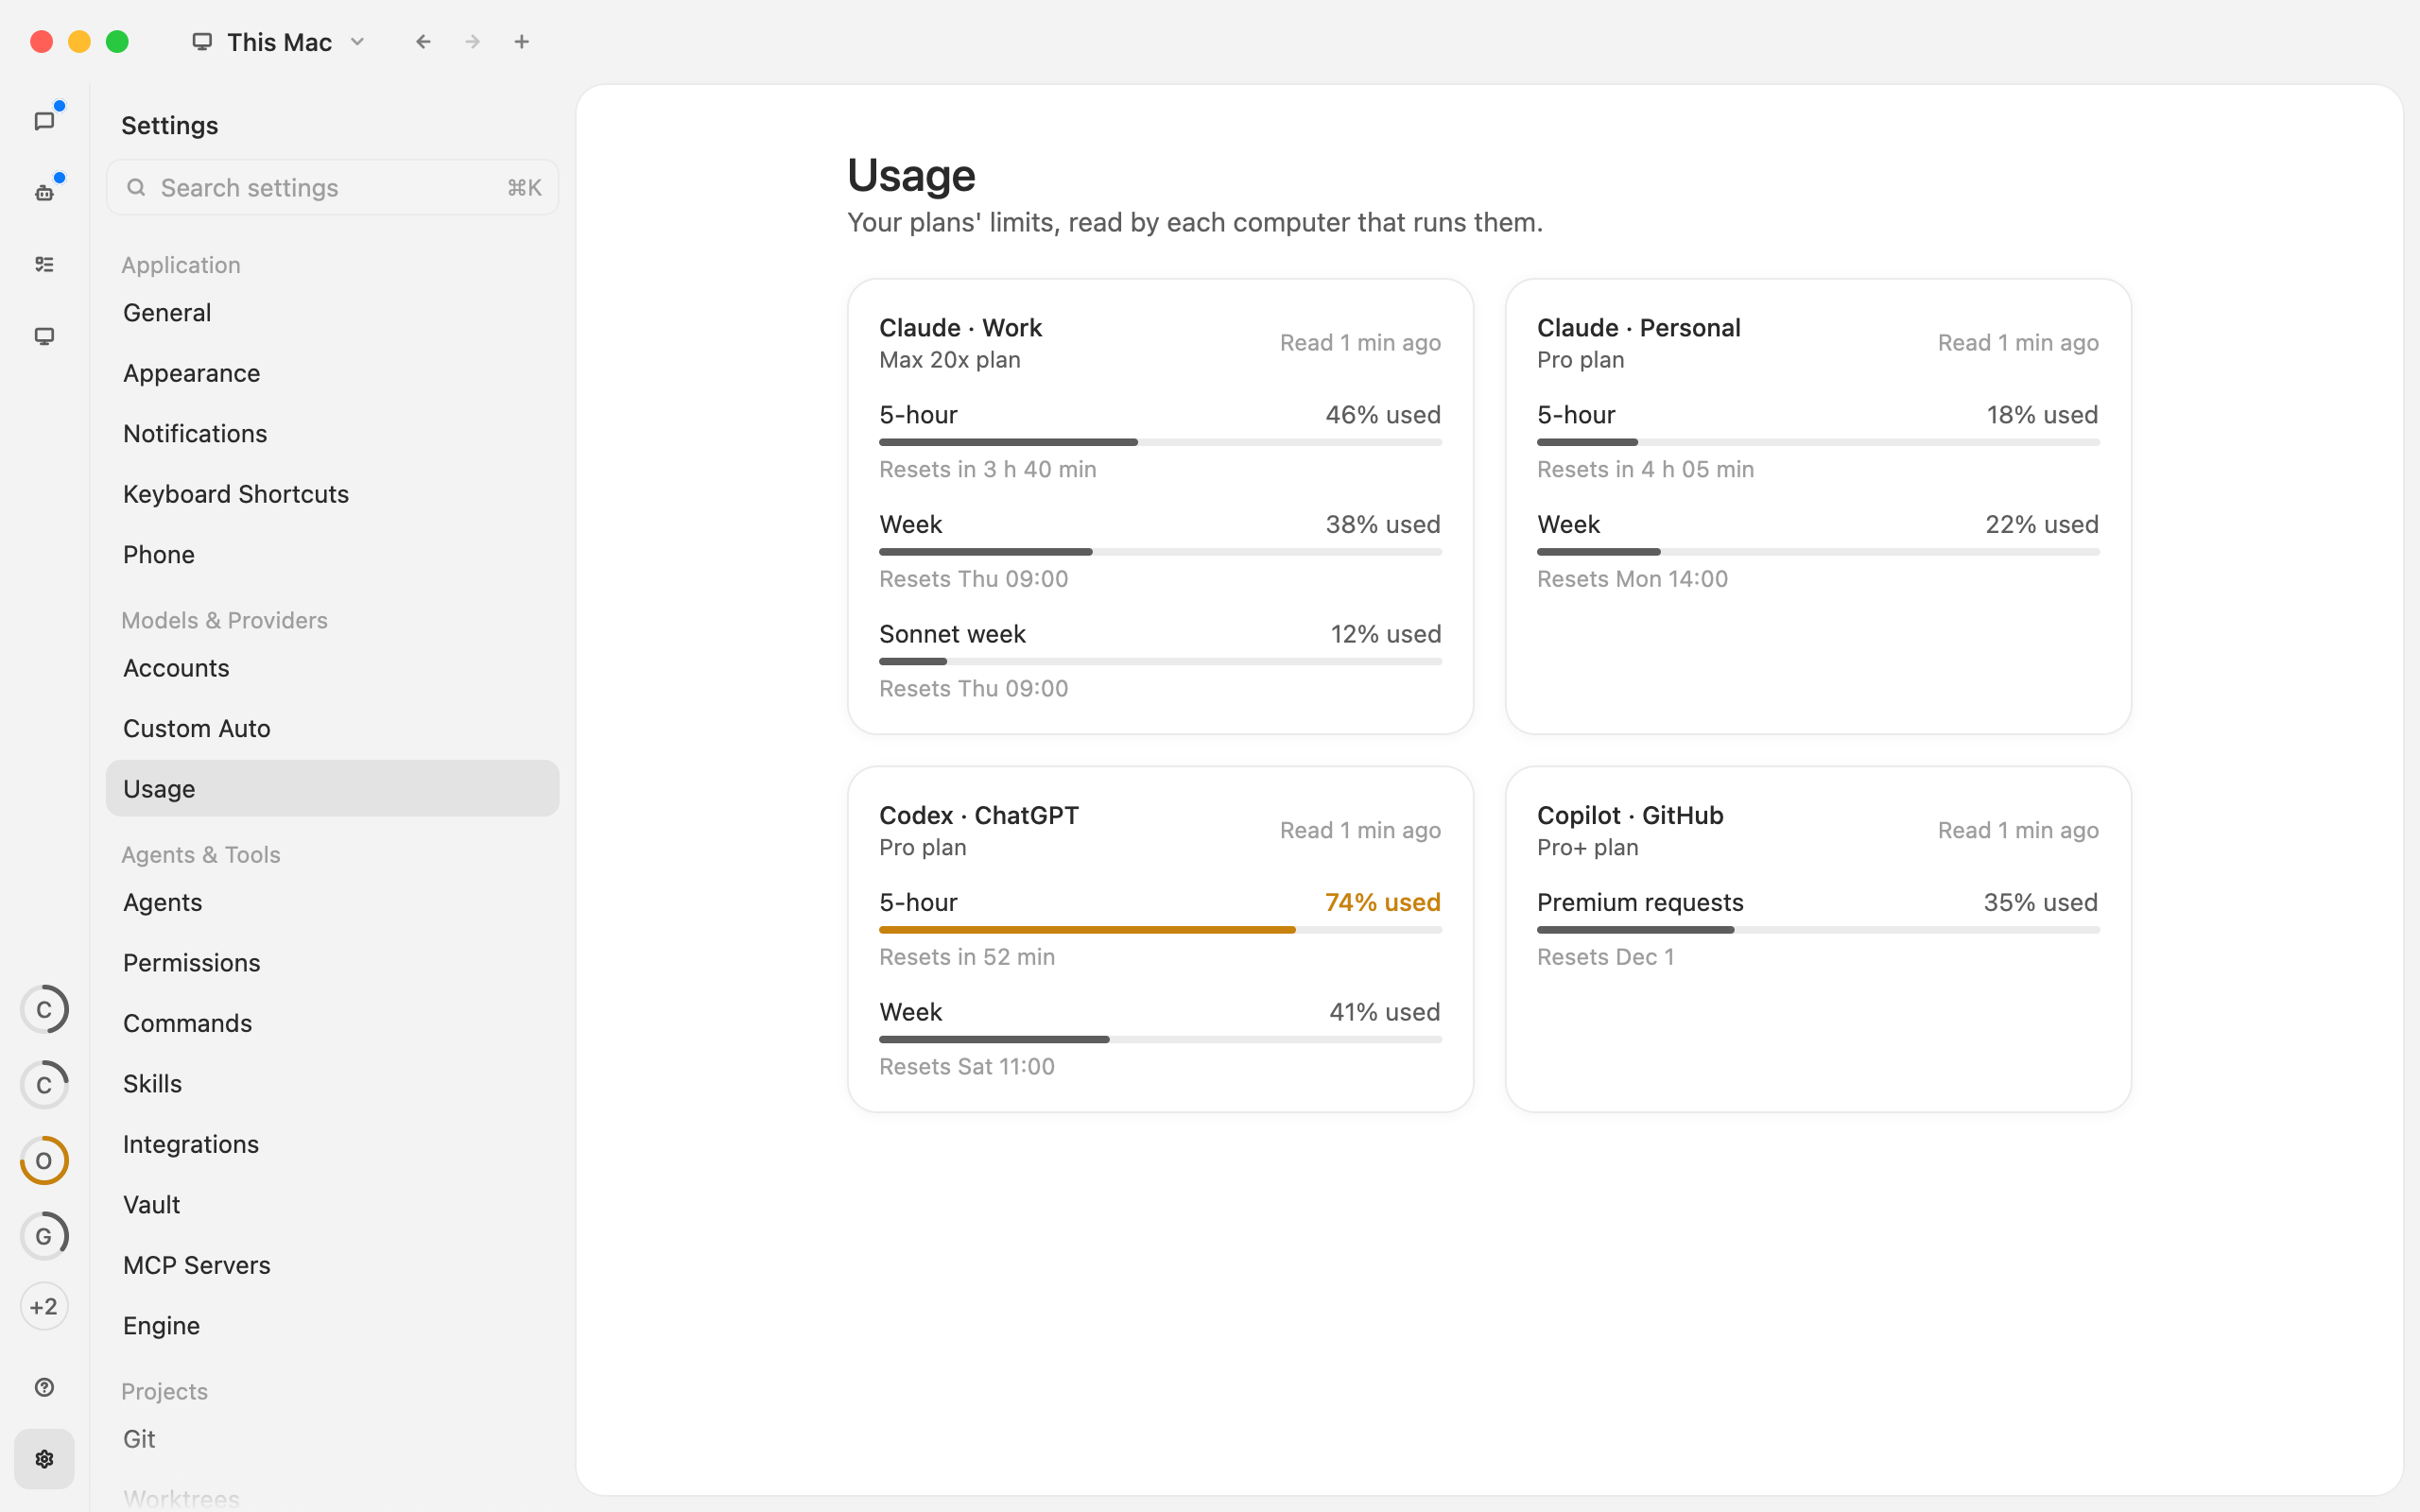 This Mac
Settings
Search settings ⌘K
Application
General
Appearance
Notifications
Keyboard Shortcuts
Phone
Models & Providers
Accounts
Custom Auto
Usage
Agents & Tools
Agents
Permissions
Commands
Skills
Integrations
Vault
MCP Servers
Engine
Projects
Git
Worktrees
C
C
O
G
+2
Usage
Your plans' limits, read by each computer that runs them.
Claude · Work
Max 20x plan
Read 1 min ago
5-hour 46% used
Resets in 3 h 40 min
Week 38% used
Resets Thu 09:00
Sonnet week 12% used
Resets Thu 09:00
Claude · Personal
Pro plan
Read 1 min ago
5-hour 18% used
Resets in 4 h 05 min
Week 22% used
Resets Mon 14:00
Codex · ChatGPT
Pro plan
Read 1 min ago
5-hour 74% used
Resets in 52 min
Week 41% used
Resets Sat 11:00
Copilot · GitHub
Pro+ plan
Read 1 min ago
Premium requests 35% used
Resets Dec 1